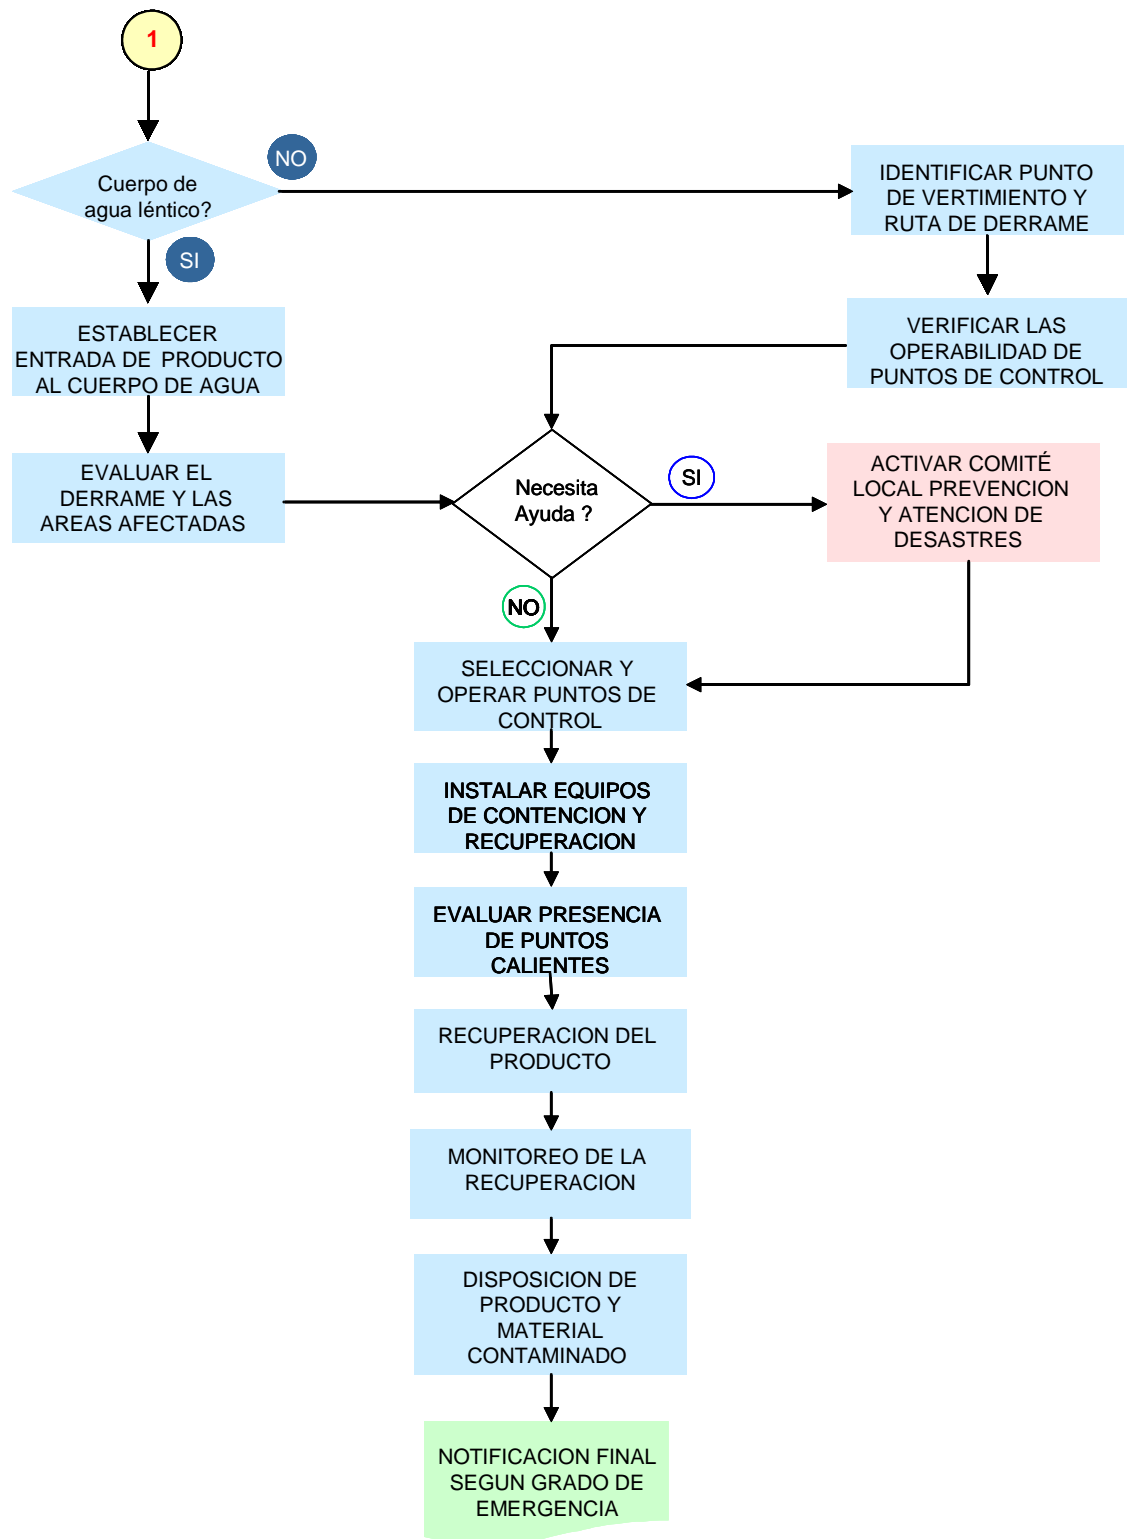 1
Cuerpo de
agua léntico?
NO
SI
IDENTIFICAR PUNTO
DE VERTIMIENTO Y
RUTA DE DERRAME
ESTABLECER
ENTRADA DE PRODUCTO
AL CUERPO DE AGUA
VERIFICAR LAS
OPERABILIDAD DE
PUNTOS DE CONTROL
EVALUAR EL
DERRAME Y LAS
AREAS AFECTADAS
Necesita
Ayuda ?
SI
NO
ACTIVAR COMITÉ
LOCAL PREVENCION
Y ATENCION DE
DESASTRES
SELECCIONAR Y
OPERAR PUNTOS DE
CONTROL
INSTALAR EQUIPOS
DE CONTENCION Y
RECUPERACION
EVALUAR PRESENCIA
DE PUNTOS
CALIENTES
RECUPERACION DEL
PRODUCTO
MONITOREO DE LA
RECUPERACION
DISPOSICION DE
PRODUCTO Y
MATERIAL
CONTAMINADO
NOTIFICACION FINAL
SEGUN GRADO DE
EMERGENCIA